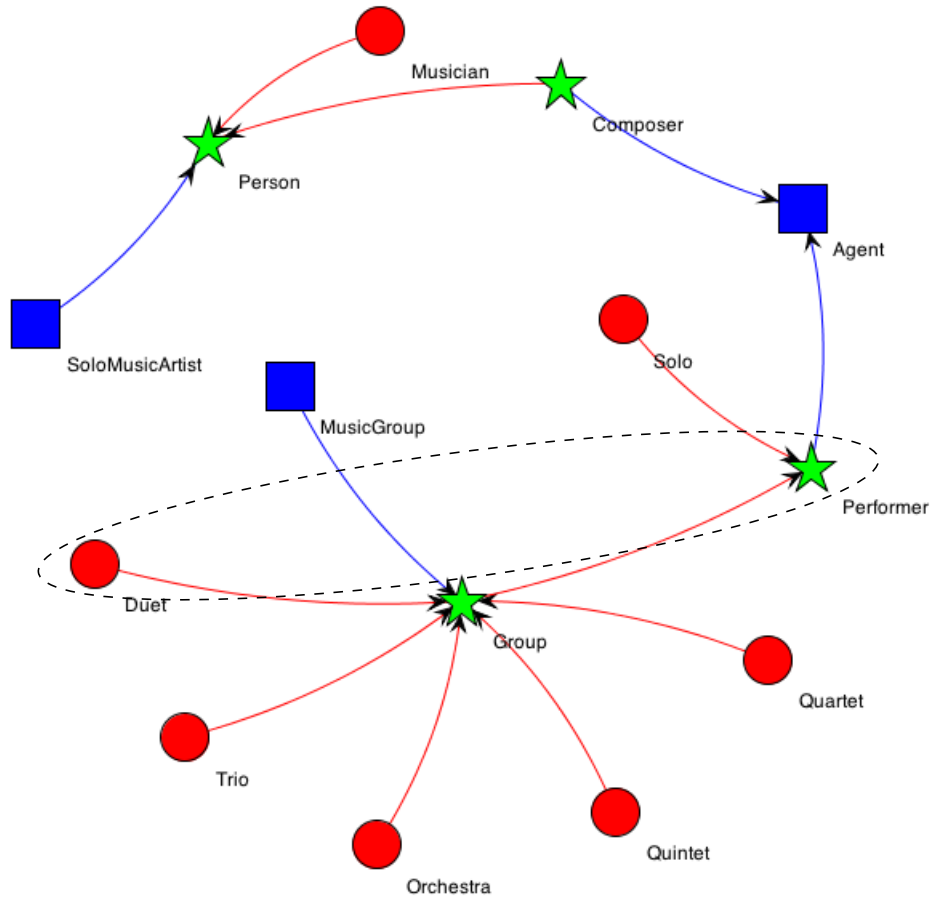 Musician
Composer
Person
Agent
Solo
SoloMusicArtist
MusicGroup
Performer
Duet
Group
Quartet
Trio
Quintet
Orchestra